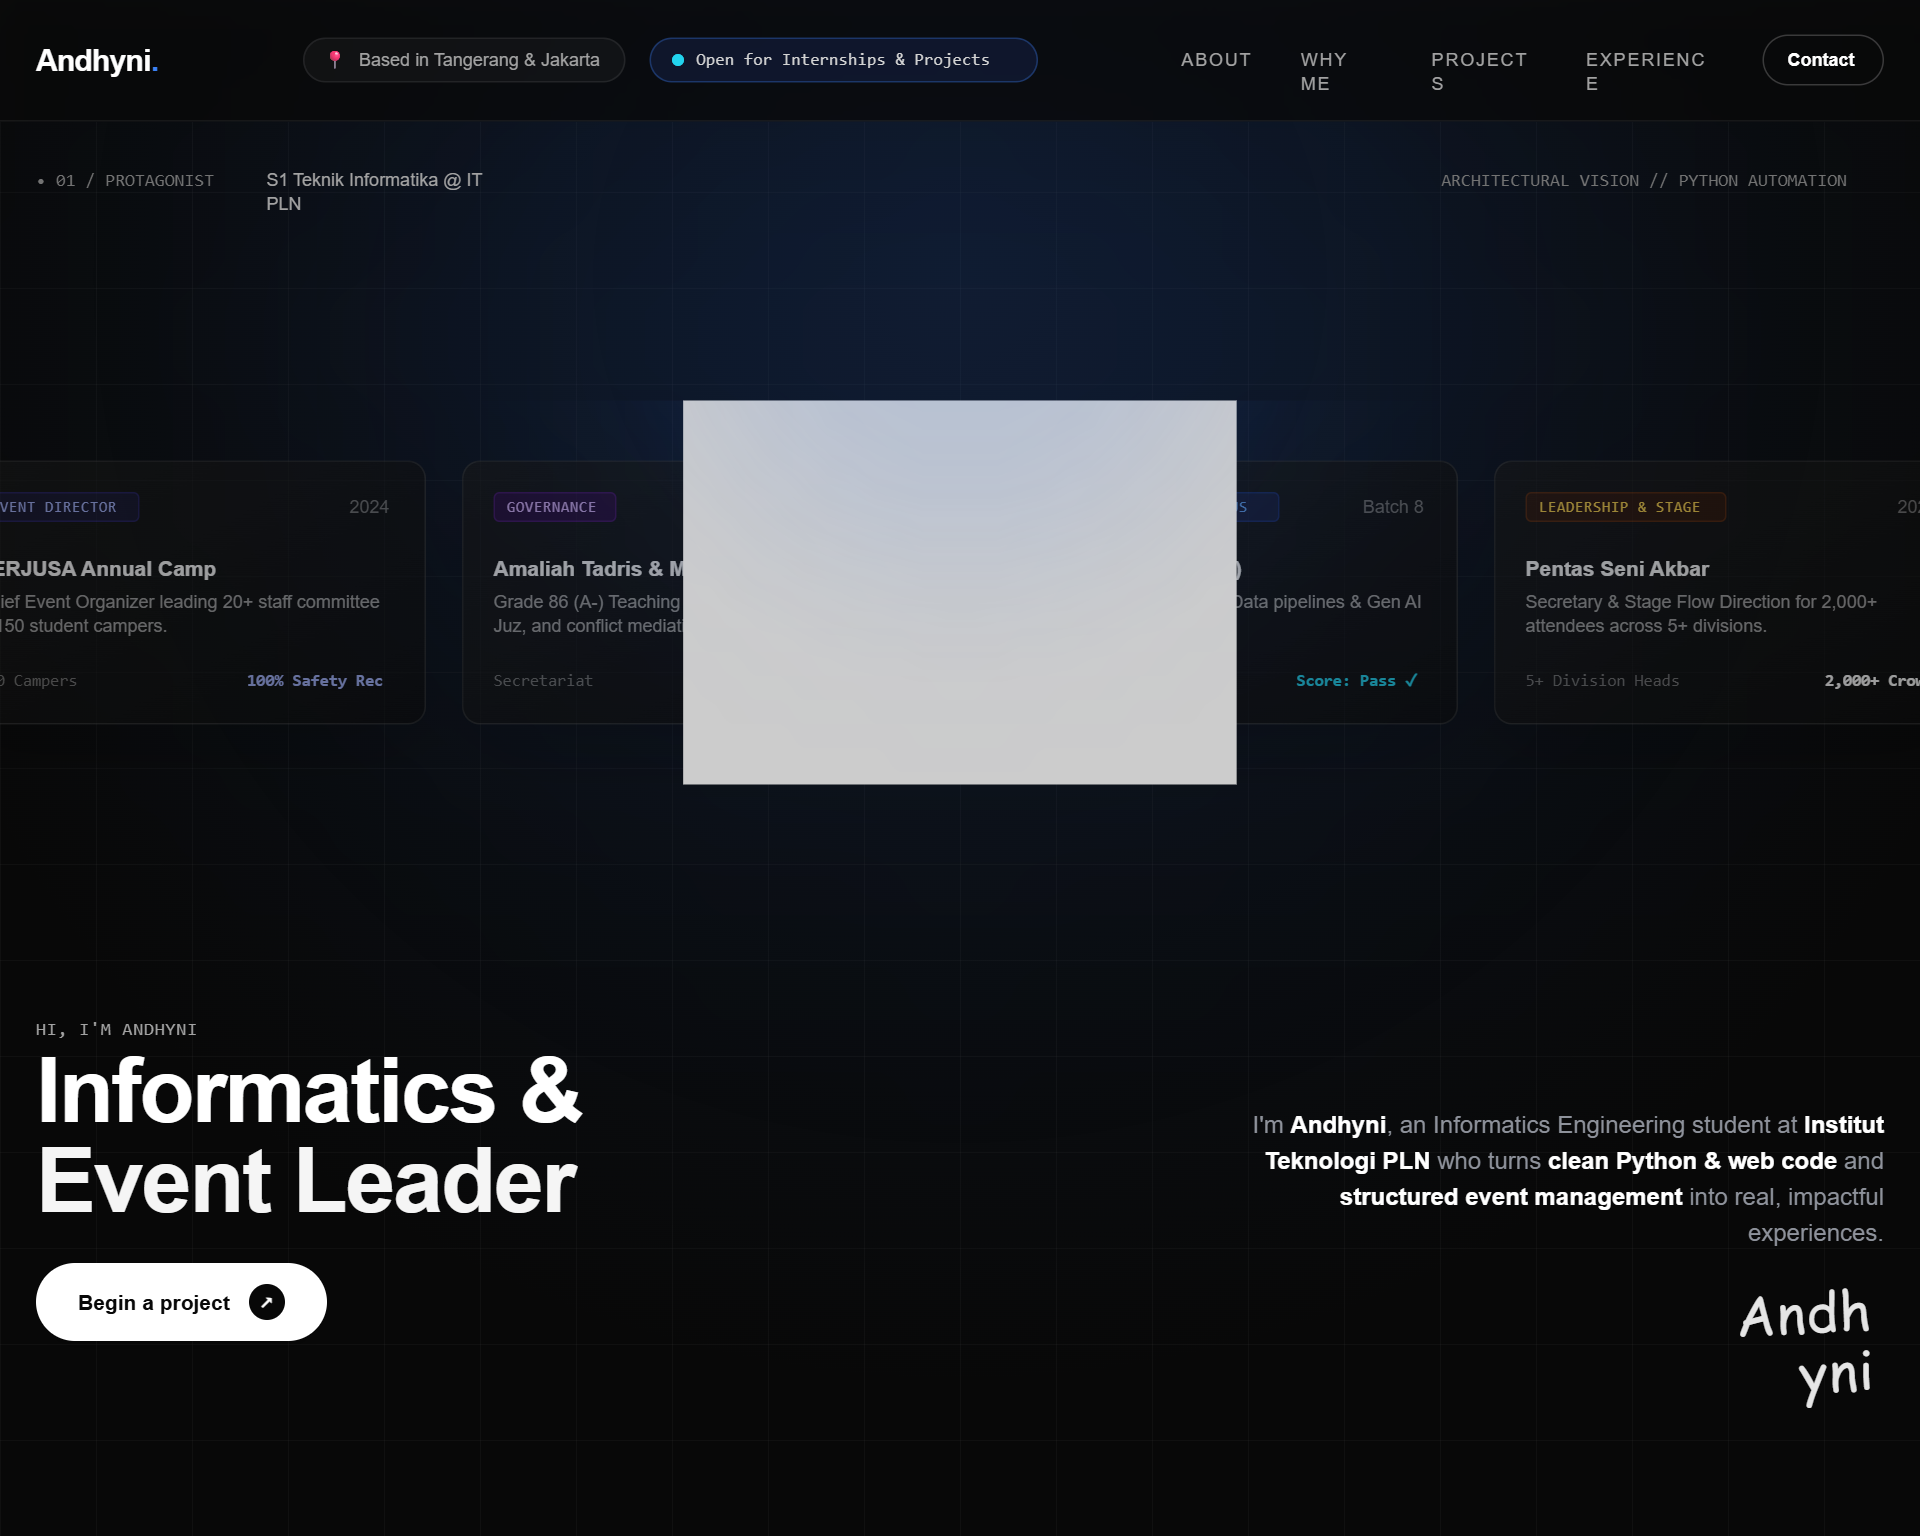 Andhyni.
Based in Tangerang & Jakarta
Open for Internships & Projects
ABOUT
WHY
ME
PROJECT
S
EXPERIENC
E
Contact
• 01 / PROTAGONIST
S1 Teknik Informatika @ IT
PLN
ARCHITECTURAL VISION // PYTHON AUTOMATION
VENT DIRECTOR
2024
ERJUSA Annual Camp
ief Event Organizer leading 20+ staff committee
150 student campers.
0 Campers
100% Safety Rec
GOVERNANCE
Amaliah Tadris & M
Grade 86 (A-) Teaching
Juz, and conflict mediati
Secretariat
Batch 8
Data pipelines & Gen AI
Score: Pass ✓
LEADERSHIP & STAGE
202
Pentas Seni Akbar
Secretary & Stage Flow Direction for 2,000+
attendees across 5+ divisions.
5+ Division Heads
2,000+ Crow
HI, I'M ANDHYNI
Informatics &
Event Leader
Begin a project ↗
I'm Andhyni, an Informatics Engineering student at Institut
Teknologi PLN who turns clean Python & web code and
structured event management into real, impactful
experiences.
Andh
yni